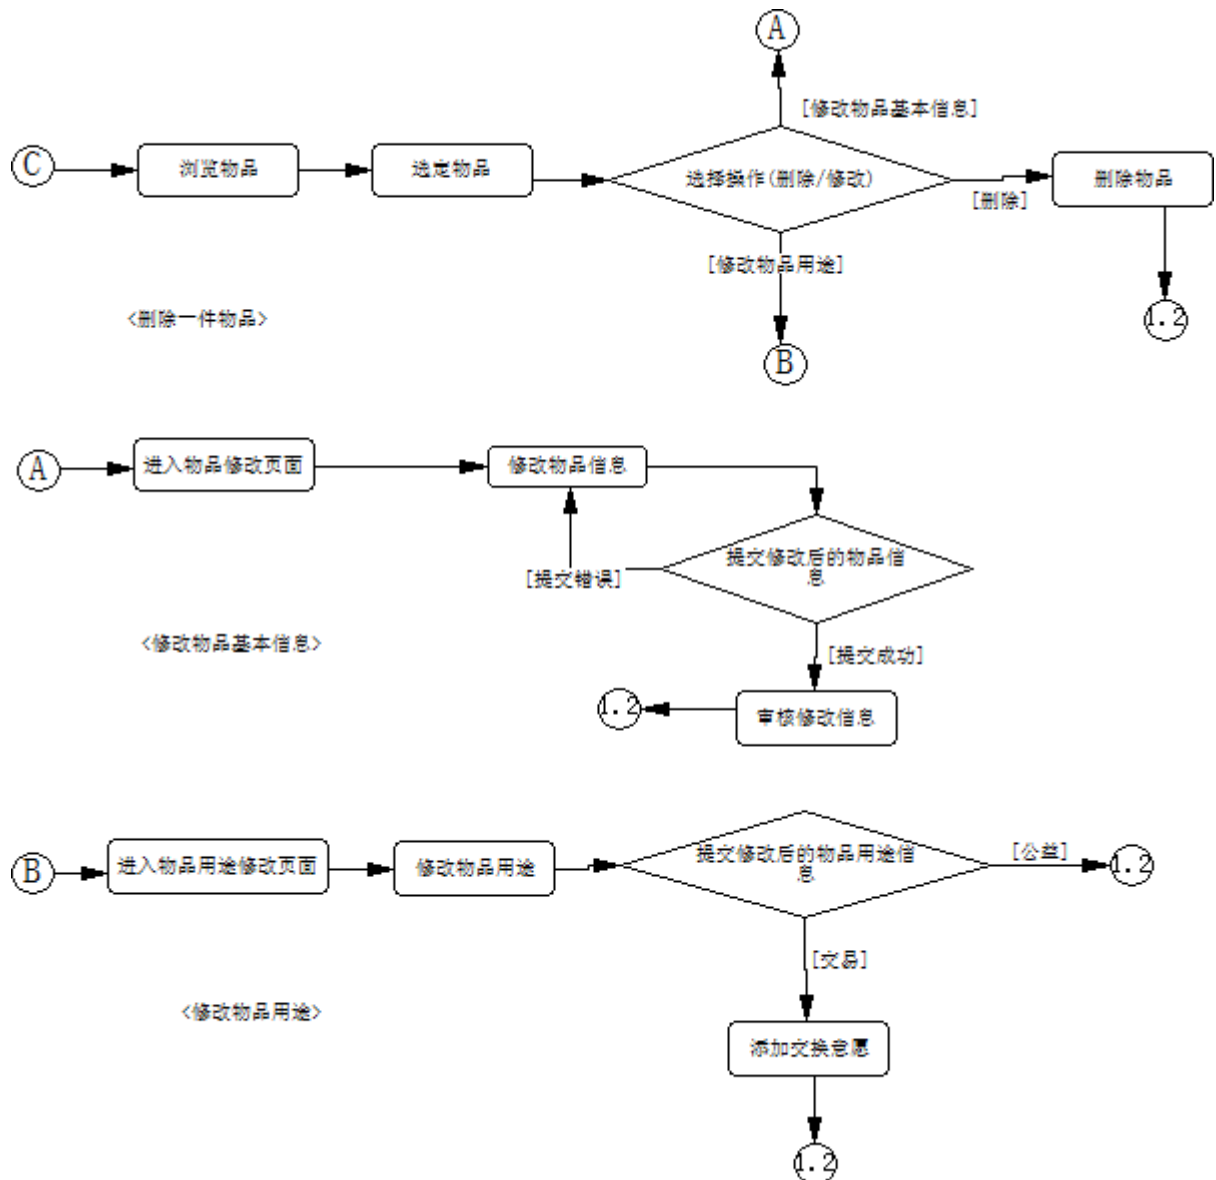 A
[修改物品基本信息]
C
浏览物品
选定物品
选择操作(删除/修改)
删除物品
[删除]
[修改物品用途]
<删除一件物品>
1.2
B
A
进入物品修改页面
修改物品信息
提交修改后的物品信
息
[提交错误]
<修改物品基本信息>
[提交成功]
1.2
审核修改信息
B
进入物品用途修改页面
修改物品用途
提交修改后的物品用途信
息
[公益]
1.2
[交易]
<修改物品用途>
添加交换意愿
1.2